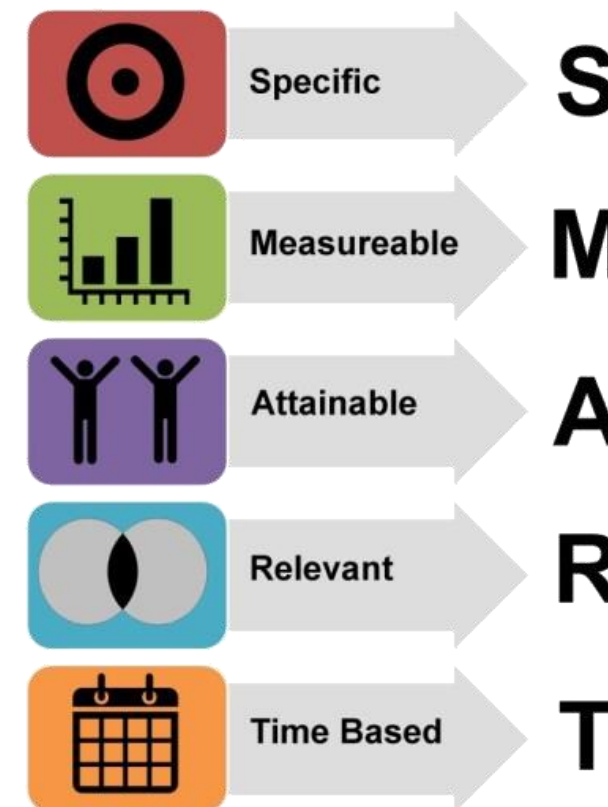 Specific S
Measureable M
Attainable A
Relevant R
Time Based T